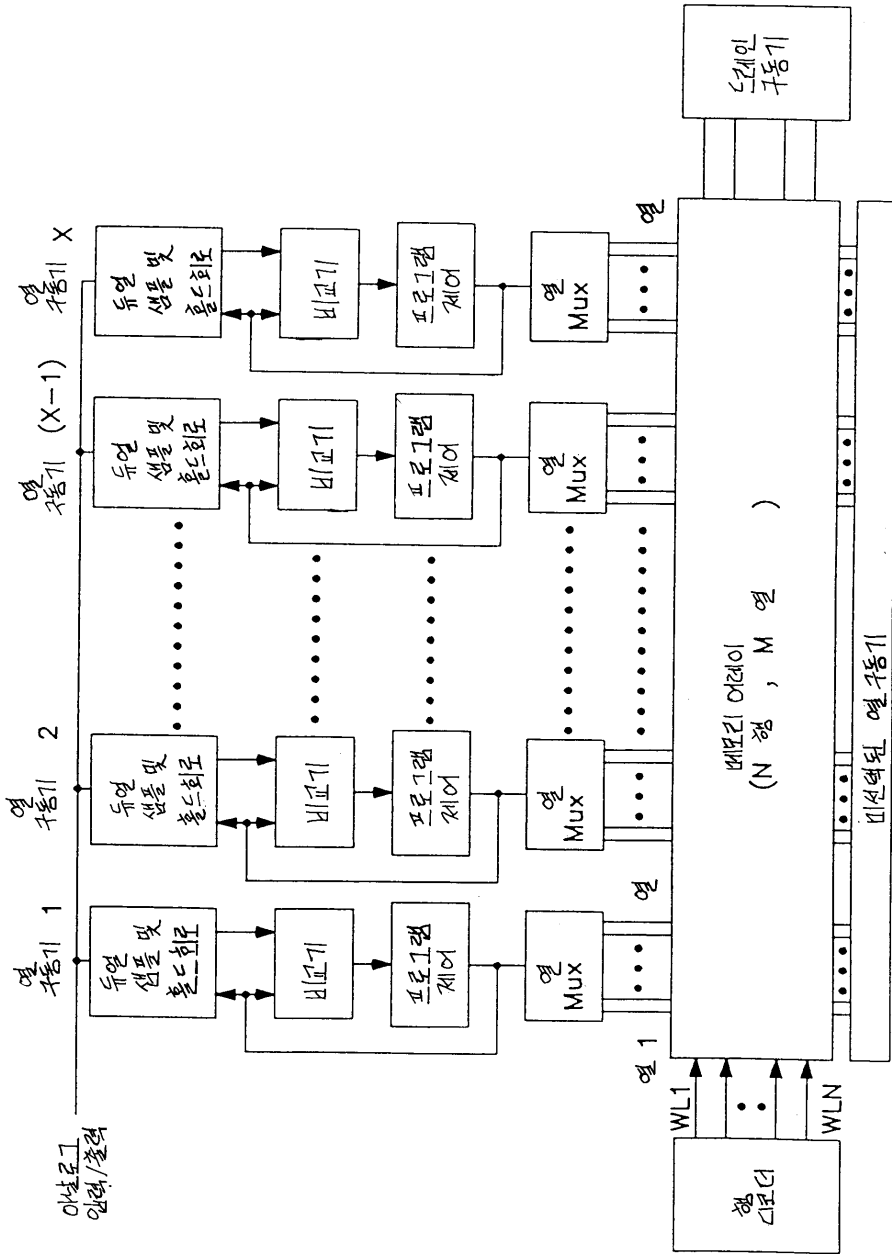 아날로그
입력/출력
열
구동기 1
열
구동기 2
열
구동기 (X-1)
열
구동기 X
듀얼
샘플 및
홀드회로
듀얼
샘플 및
홀드회로
듀얼
샘플 및
홀드회로
듀얼
샘플 및
홀드회로
비교기
비교기
비교기
비교기
프로그램
제어
프로그램
제어
프로그램
제어
프로그램
제어
열
Mux
열
Mux
열
Mux
열
Mux
열 1
열
열
행
디코더
WL1
WLN
메모리 어레이
(N 행 , M 열 )
드레인
구동기
미선택된 열 구동기